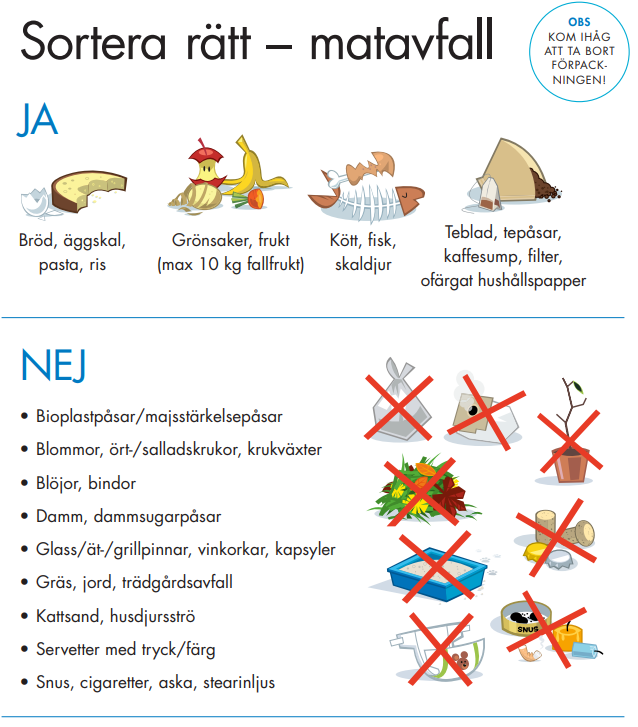 Sortera rätt – matavfall
OBS
KOM IHÅG
ATT TA BORT
FÖRPACK-
NINGEN!
JA
Bröd, äggskal,
pasta, ris
Grönsaker, frukt
(max 10 kg fallfrukt)
Kött, fisk,
skaldjur
Teblad, tepåsar,
kaffesump, filter,
ofärgat hushållspapper
NEJ
• Bioplastpåsar/majsstärkelsepåsar
• Blommor, ört-/salladskrukor, krukväxter
• Blöjor, bindor
• Damm, dammsugarpåsar
• Glass/ät-/grillpinnar, vinkorkar, kapsyler
• Gräs, jord, trädgårdsavfall
• Kattsand, husdjursströ
• Servetter med tryck/färg
• Snus, cigaretter, aska, stearinljus
SNUS